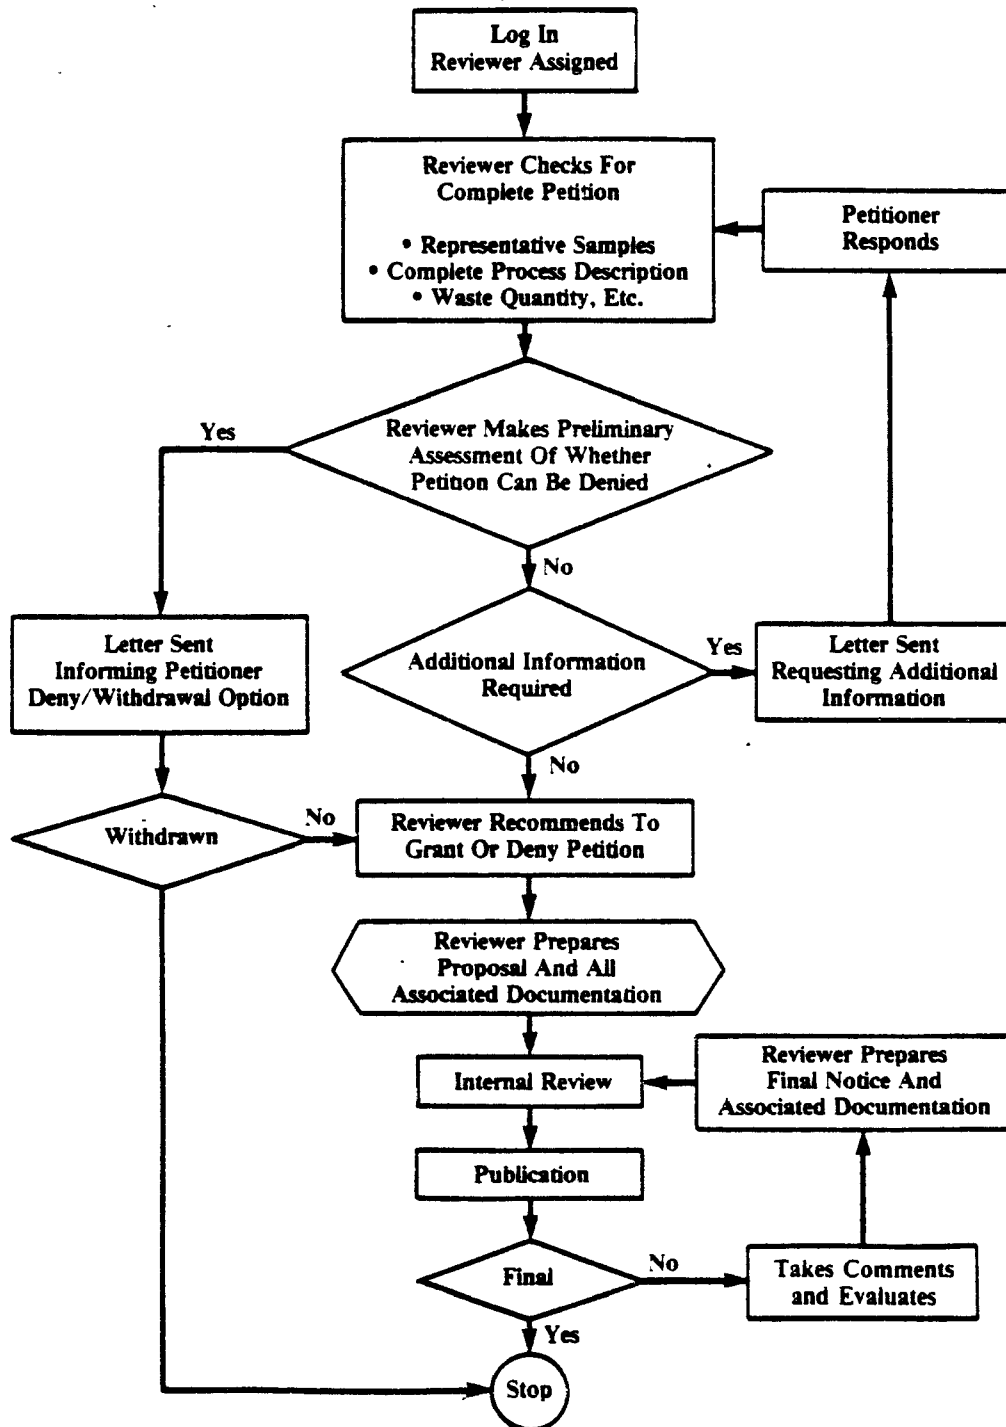 Log In
Reviewer Assigned
Reviewer Checks For
Complete Petition
• Representative Samples
• Complete Process Description
• Waste Quantity, Etc.
Petitioner
Responds
Yes
Reviewer Makes Preliminary
Assessment Of Whether
Petition Can Be Denied
No
Letter Sent
Informing Petitioner
Deny/Withdrawal Option
Additional Information
Required
Yes
Letter Sent
Requesting Additional
Information
No
Withdrawn
No
Reviewer Recommends To
Grant Or Deny Petition
Reviewer Prepares
Proposal And All
Associated Documentation
Internal Review
Reviewer Prepares
Final Notice And
Associated Documentation
Publication
Final
No
Takes Comments
and Evaluates
Yes
Stop